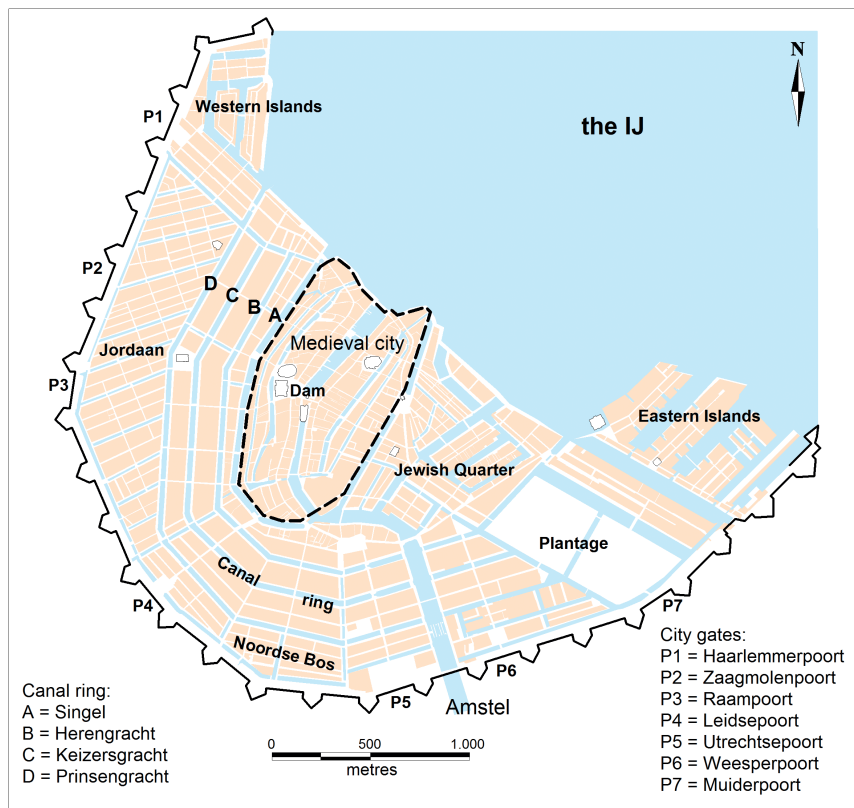 N
P1
Western Islands
the IJ
P2
D
C
B
A
Medieval city
Jordaan
P3
Dam
Eastern Islands
Jewish Quarter
Plantage
Canal
ring
P4
P7
Noordse Bos
P6
P5
Amstel
Canal ring:
A = Singel
B = Herengracht
C = Keizersgracht
D = Prinsengracht
0 500 1.000
metres
City gates:
P1 = Haarlemmerpoort
P2 = Zaagmolenpoort
P3 = Raampoort
P4 = Leidsepoort
P5 = Utrechtsepoort
P6 = Weesperpoort
P7 = Muiderpoort